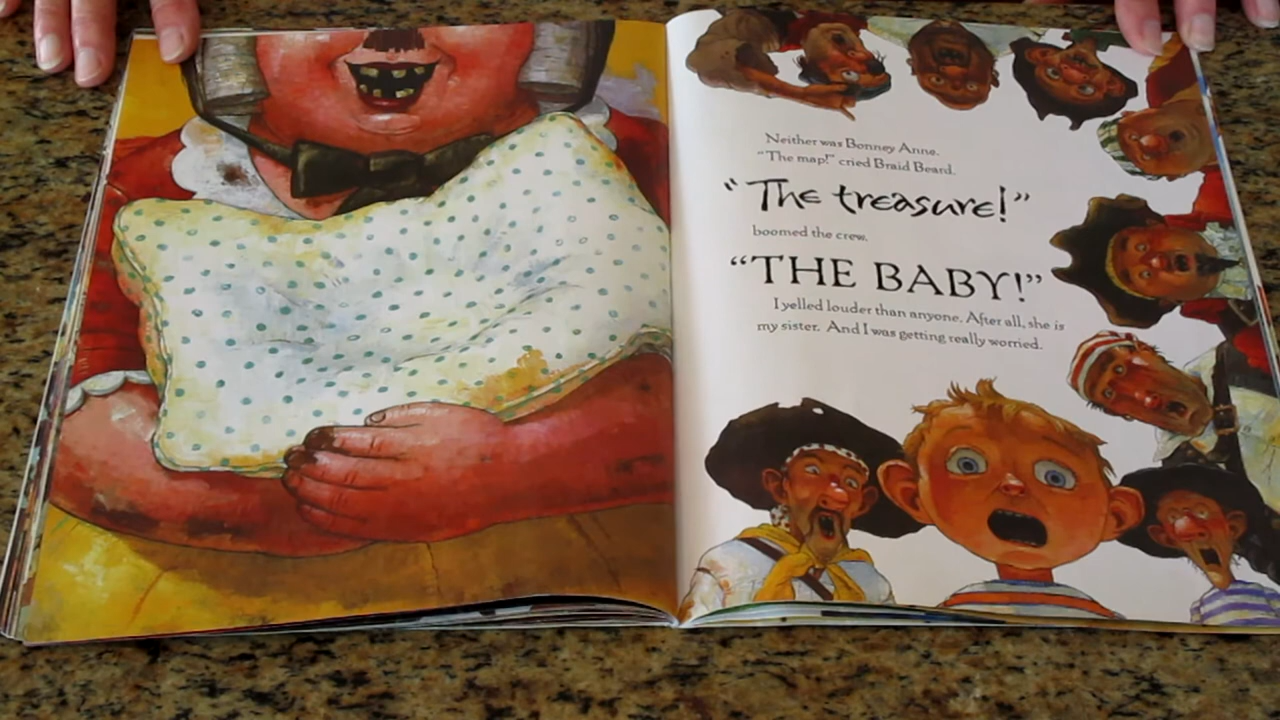 Neither was Bonney Anne.
"The map!" cried Braid Beard.
"The treasure!"
boomed the crew.
"THE BABY!"
I yelled louder than anyone. After all, she is
my sister. And I was getting really worried.